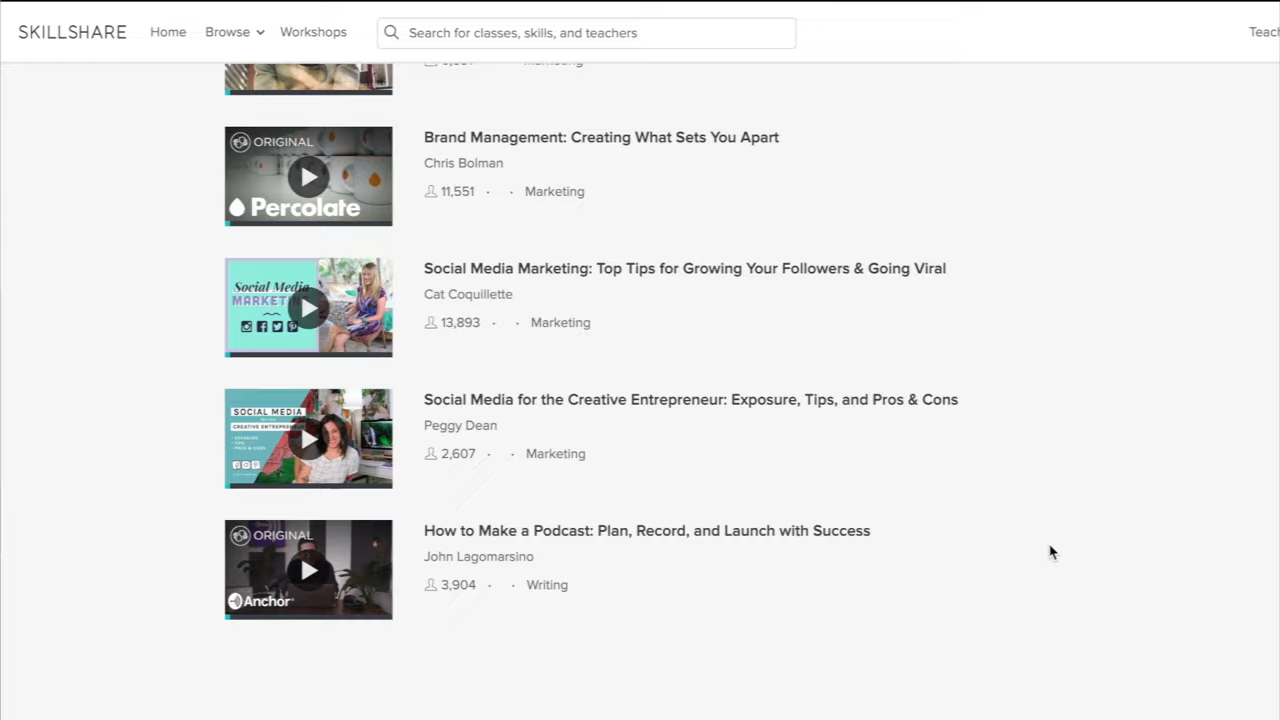 SKILLSHARE Home Browse Workshops Search for classes, skills, and teachers
Marketing
ORIGINAL
Percolate
Brand Management: Creating What Sets You Apart
Chris Bolman
11,551 · · Marketing
Social Media
MARKETING
Social Media Marketing: Top Tips for Growing Your Followers & Going Viral
Cat Coquillette
13,893 · · Marketing
SOCIAL MEDIA
CREATIVE ENTREPRENEUR
Social Media for the Creative Entrepreneur: Exposure, Tips, and Pros & Cons
Peggy Dean
2,607 · · Marketing
ORIGINAL
Anchor
How to Make a Podcast: Plan, Record, and Launch with Success
John Lagomarsino
3,904 · · Writing